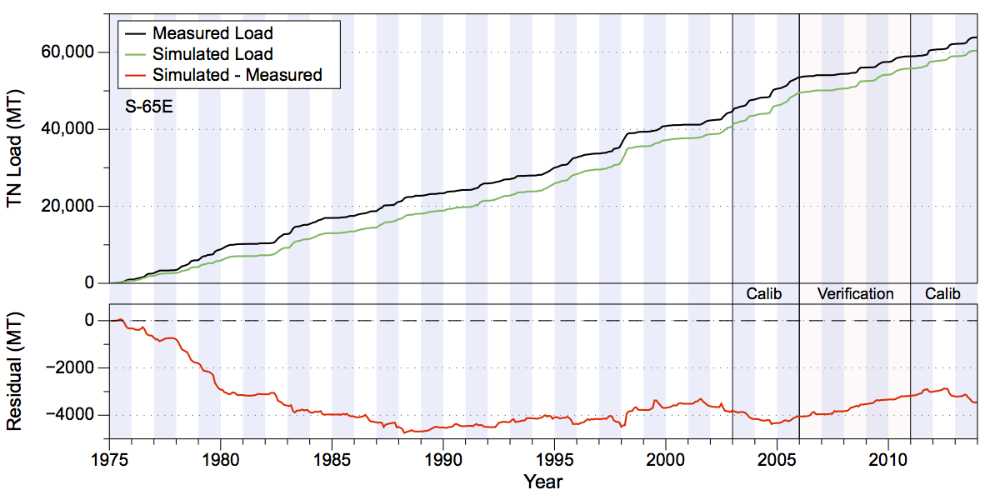 Measured Load
Simulated Load
Simulated - Measured
S-65E
TN Load (MT)
60,000
40,000
20,000
0
Calib
Verification
Calib
Residual (MT)
0
−2000
−4000
1975
1980
1985
1990
1995
2000
2005
2010
Year